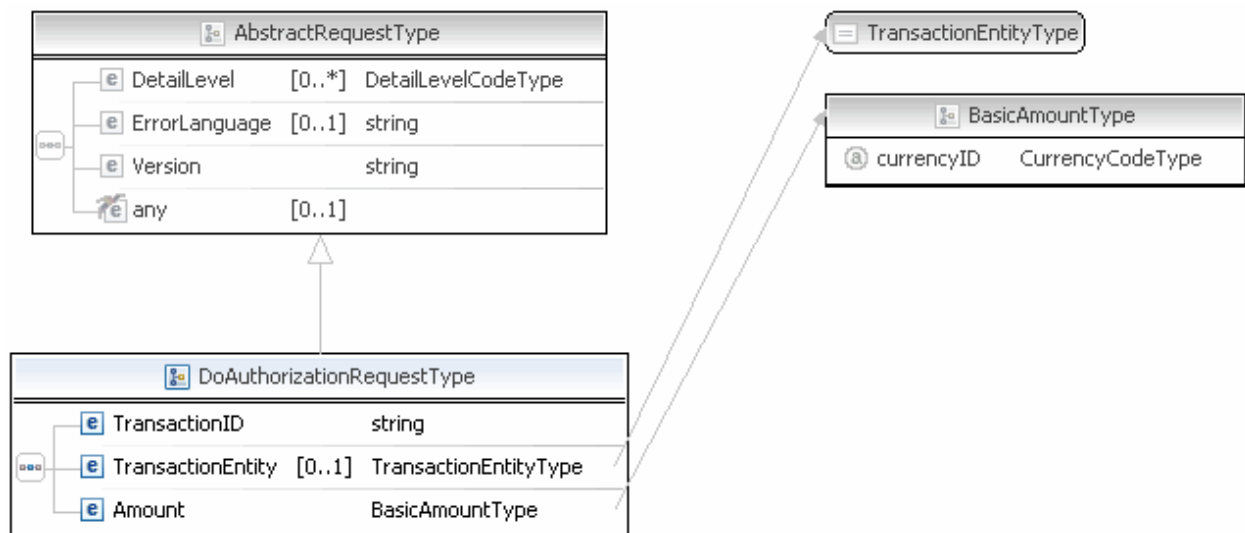 AbstractRequestType
e DetailLevel [0..*] DetailLevelCodeType
e ErrorLanguage [0..1] string
e Version string
e any [0..1]
TransactionEntityType
BasicAmountType
a currencyID CurrencyCodeType
DoAuthorizationRequestType
e TransactionID string
e TransactionEntity [0..1] TransactionEntityType
e Amount BasicAmountType